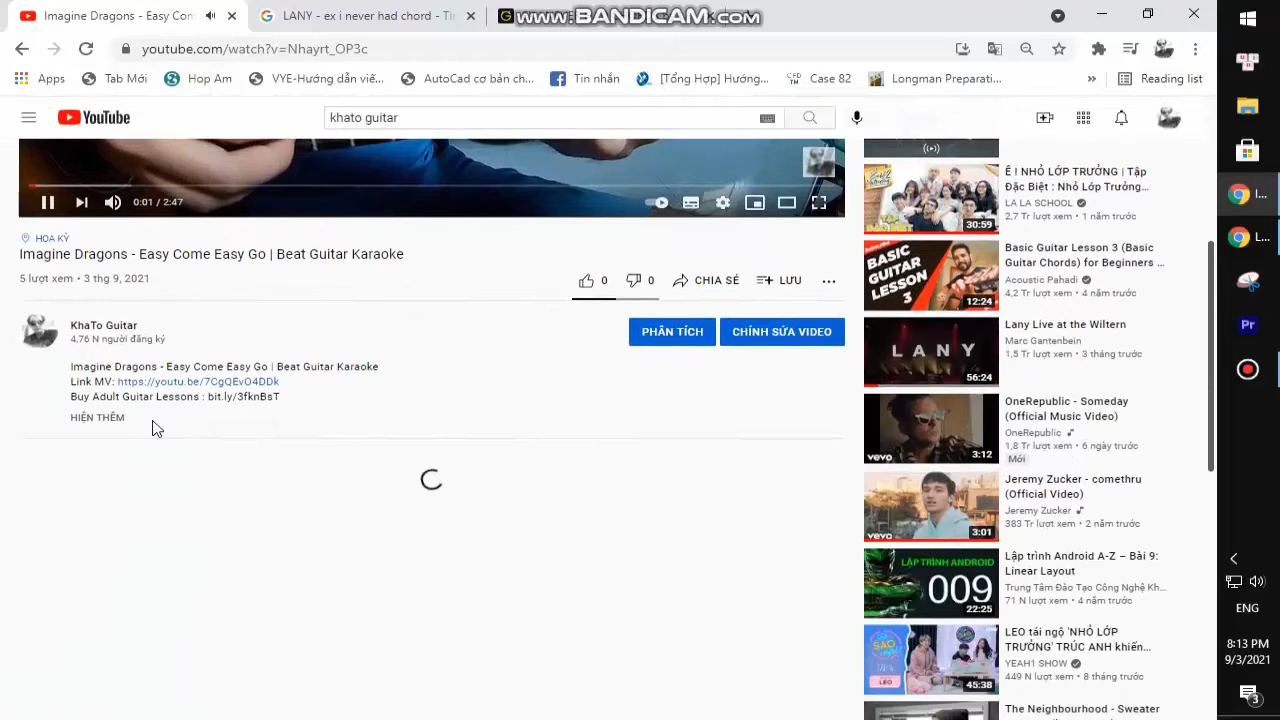 Imagine Dragons - Easy Com
LANY - ex i never had chord - Th
www.BANDICAM.com
youtube.com/watch?v=Nhayrt_OP3c
Apps
Tab Mới
Hop Am
VYE-Hướng dẫn viế...
AutoCad cơ bản ch...
Tin nhắn
[Tổng Hợp] Hướng...
Case 82
Longman Preparati...
»
Reading list
YouTube
khato guitar
0:01 / 2:47
HOA KỲ
Imagine Dragons - Easy Come Easy Go | Beat Guitar Karaoke
5 lượt xem • 3 thg 9, 2021
0
0
CHIA SẺ
LƯU
KhaTo Guitar
4,76 N người đăng ký
PHÂN TÍCH
CHỈNH SỬA VIDEO
Imagine Dragons - Easy Come Easy Go | Beat Guitar Karaoke
Link MV: https://youtu.be/7CgQEvO4DDk
Buy Adult Guitar Lessons : bit.ly/3fknBsT
HIỆN THÊM
Ê ! NHỎ LỚP TRƯỞNG | Tập
Đặc Biệt : Nhỏ Lớp Trưởng...
LA LA SCHOOL
2,7 Tr lượt xem • 1 năm trước
30:59
BASIC
GUITAR
LESSON
3
12:24
Basic Guitar Lesson 3 (Basic
Guitar Chords) for Beginners ...
Acoustic Pahadi
4,2 Tr lượt xem • 4 năm trước
LANY
56:24
Lany Live at the Wiltern
Marc Gantenbein
1,5 Tr lượt xem • 3 tháng trước
vevo
3:12
OneRepublic - Someday
(Official Music Video)
OneRepublic
1,8 Tr lượt xem • 6 ngày trước
Mới
vevo
3:01
Jeremy Zucker - comethru
(Official Video)
Jeremy Zucker
383 Tr lượt xem • 2 năm trước
LẬP TRÌNH ANDROID
009
22:25
Lập trình Android A-Z – Bài 9:
Linear Layout
Trung Tâm Đào Tạo Công Nghệ Kh...
71 N lượt xem • 4 năm trước
SAO
LEO
45:38
LEO tái ngộ 'NHỎ LỚP
TRƯỞNG' TRÚC ANH khiến...
YEAH1 SHOW
449 N lượt xem • 8 tháng trước
The Neighbourhood - Sweater
I...
L...
Pr
ENG
8:13 PM
9/3/2021
3